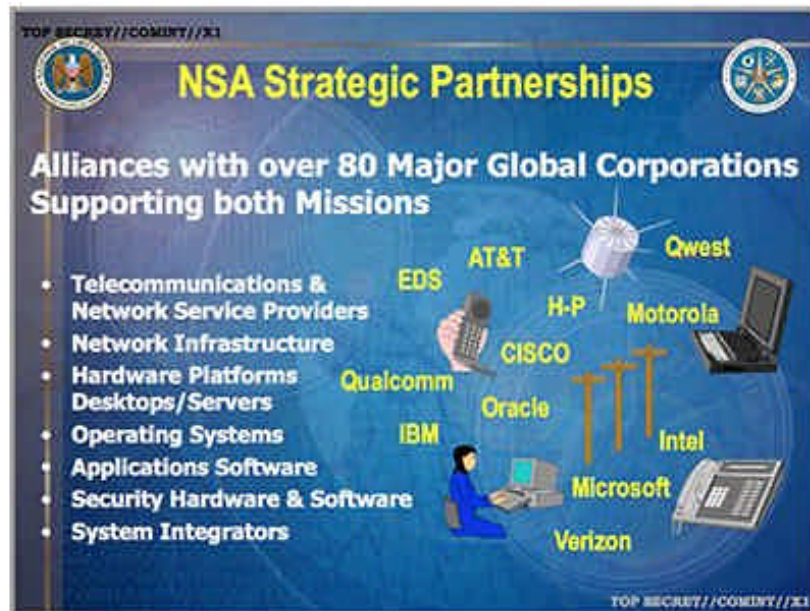 TOP SECRET//COMINT//X1
NSA Strategic Partnerships
Alliances with over 80 Major Global Corporations
Supporting both Missions
• Telecommunications &
Network Service Providers
• Network Infrastructure
• Hardware Platforms
Desktops/Servers
• Operating Systems
• Applications Software
• Security Hardware & Software
• System Integrators
AT&T
Qwest
EDS
H-P
Motorola
CISCO
Qualcomm
Oracle
IBM
Intel
Microsoft
Verizon
TOP SECRET//COMINT//X1